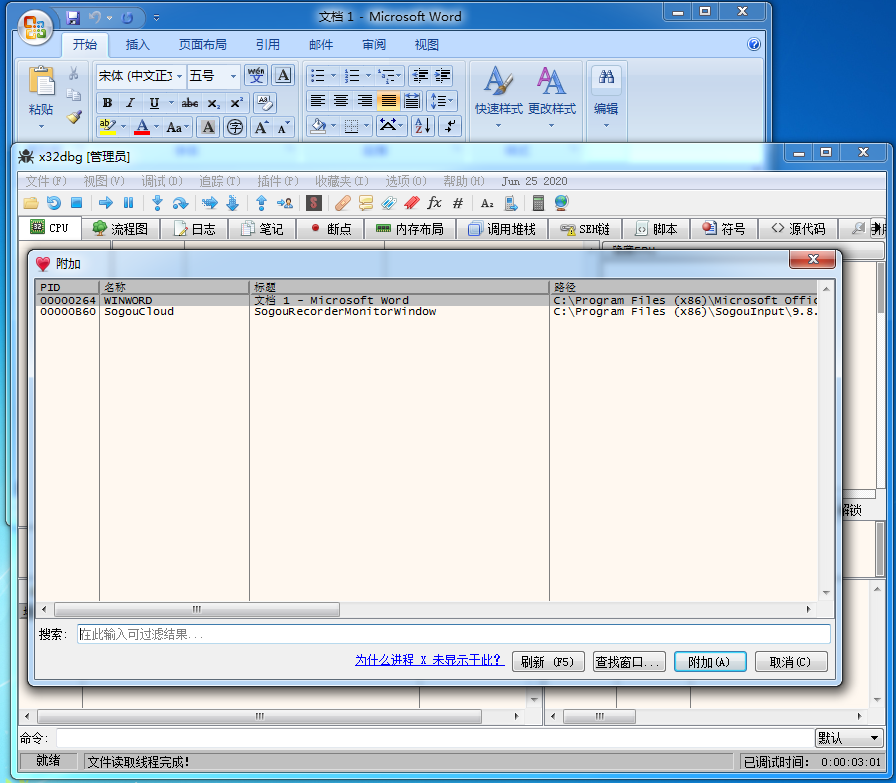 文档 1 - Microsoft Word
开始 插入 页面布局 引用 邮件 审阅 视图
粘贴
宋体 (中文正文 五号 wén A
B I U abc x₂ x² Aa
ab A Aa A 字 A A
快速样式 更改样式 编辑
x32dbg [管理员]
文件(F) 视图(V) 调试(D) 追踪(T) 插件(P) 收藏夹(I) 选项(O) 帮助(H) Jun 25 2020
CPU 流程图 日志 笔记 断点 内存布局 调用堆栈 SEH链 脚本 符号 源代码
附加
PID 名称 标题 路径
00000264 WINWORD 文档 1 - Microsoft Word C:\Program Files (x86)\Microsoft Offic
00000B60 SogouCloud SogouRecorderMonitorWindow C:\Program Files (x86)\SogouInput\9.8.
解锁
搜索: 在此输入可过滤结果...
为什么进程 X 未显示于此? 刷新 (F5) 查找窗口... 附加(A) 取消(C)
命令: 默认
就绪 文件读取线程完成! 已调试时间: 0:00:03:01